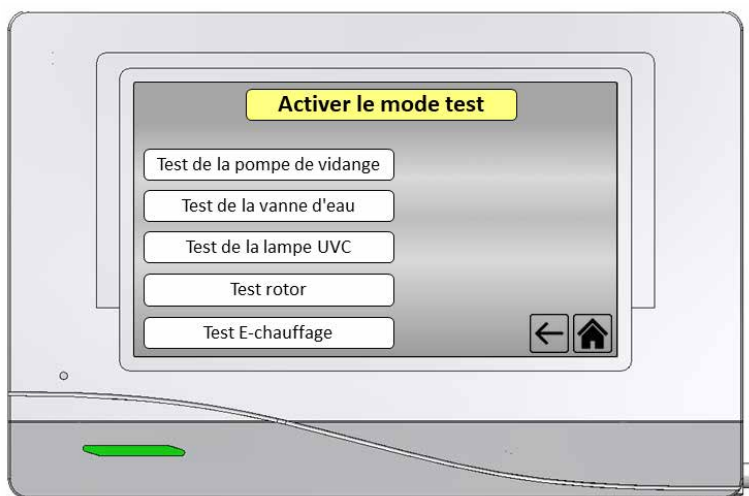 Activer le mode test
Test de la pompe de vidange
Test de la vanne d'eau
Test de la lampe UVC
Test rotor
Test E-chauffage